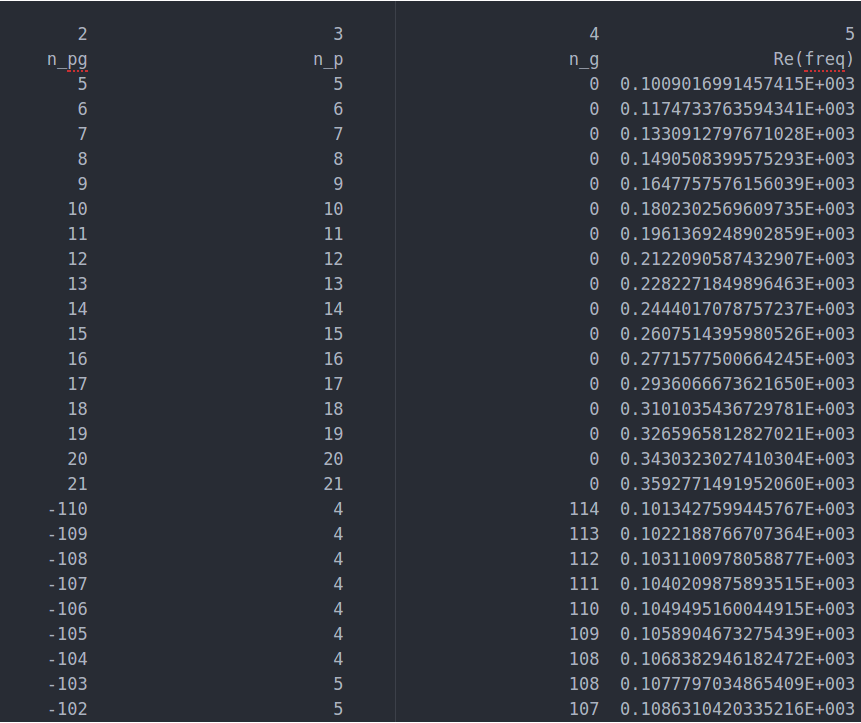 2 3 4 5
n_pg n_p n_g Re(freq)
5 5 0 0.1009016991457415E+003
6 6 0 0.1174733763594341E+003
7 7 0 0.1330912797671028E+003
8 8 0 0.1490508399575293E+003
9 9 0 0.1647757576156039E+003
10 10 0 0.1802302569609735E+003
11 11 0 0.1961369248902859E+003
12 12 0 0.2122090587432907E+003
13 13 0 0.2282271849896463E+003
14 14 0 0.2444017078757237E+003
15 15 0 0.2607514395980526E+003
16 16 0 0.2771577500664245E+003
17 17 0 0.2936066673621650E+003
18 18 0 0.3101035436729781E+003
19 19 0 0.3265965812827021E+003
20 20 0 0.3430323027410304E+003
21 21 0 0.3592771491952060E+003
-110 4 114 0.1013427599445767E+003
-109 4 113 0.1022188766707364E+003
-108 4 112 0.1031100978058877E+003
-107 4 111 0.1040209875893515E+003
-106 4 110 0.1049495160044915E+003
-105 4 109 0.1058904673275439E+003
-104 4 108 0.1068382946182472E+003
-103 5 108 0.1077797034865409E+003
-102 5 107 0.1086310420335216E+003